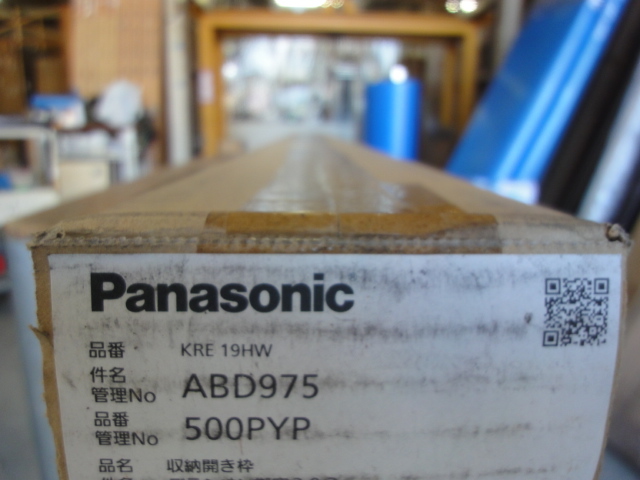 Panasonic
品番 KRE 19HW
件名
管理No ABD975
品番
管理No 500PYP
品名 収納開き枠